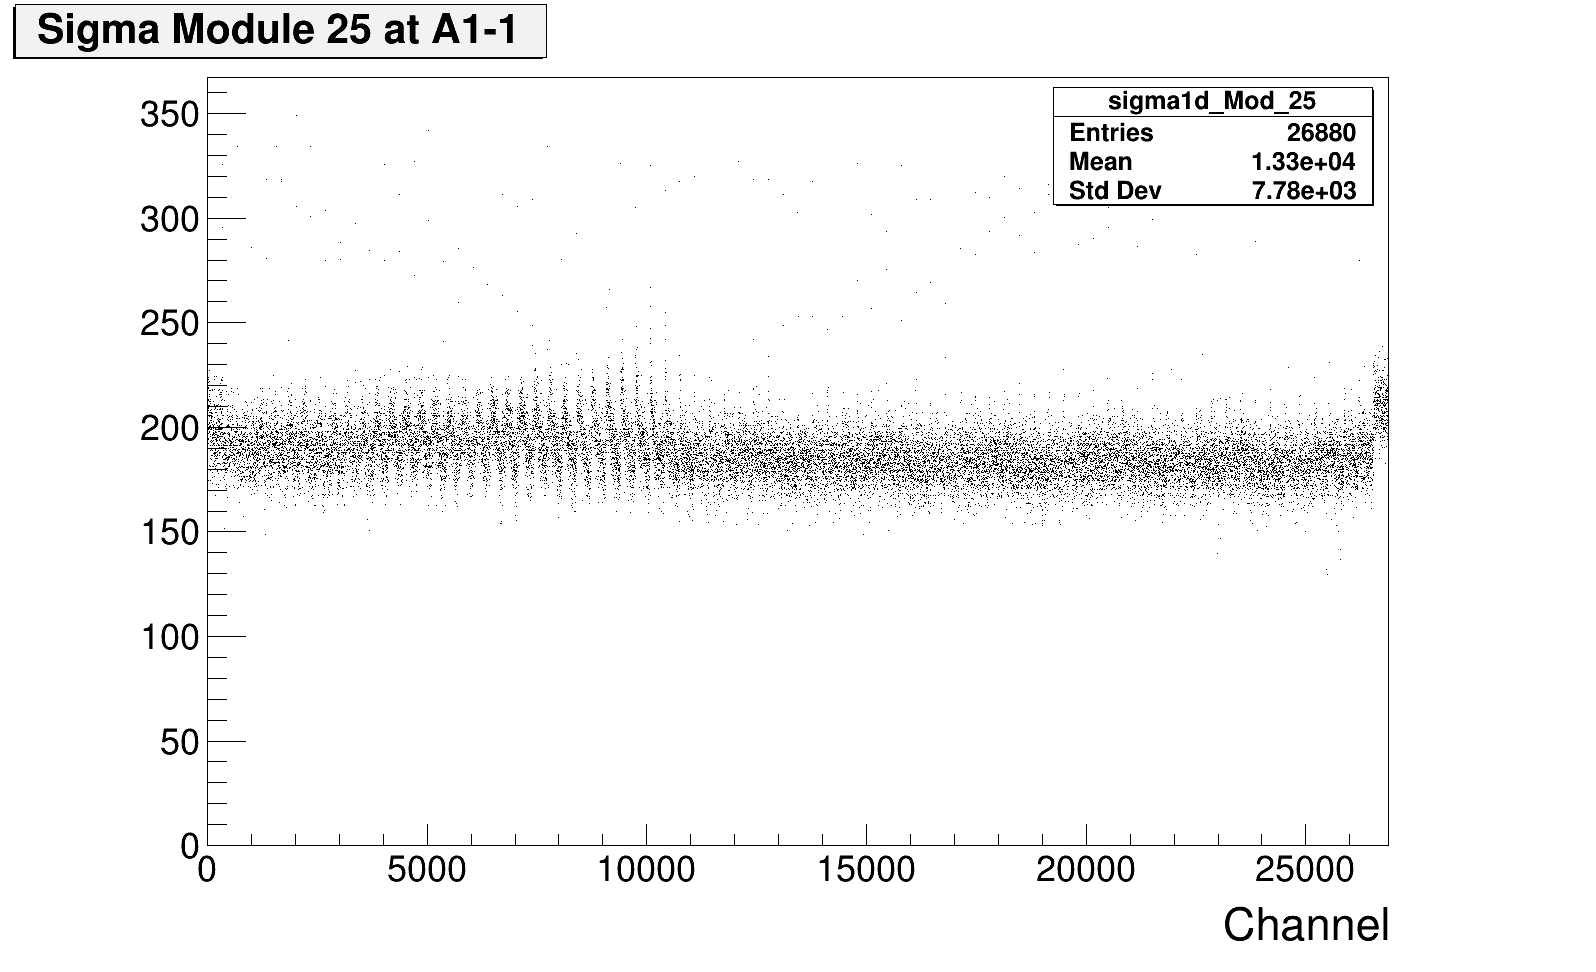 Sigma Module 25 at A1-1
sigma1d_Mod_25
Entries 26880
Mean 1.33e+04
Std Dev 7.78e+03
350
300
250
200
150
100
50
0
0 5000 10000 15000 20000 25000
Channel